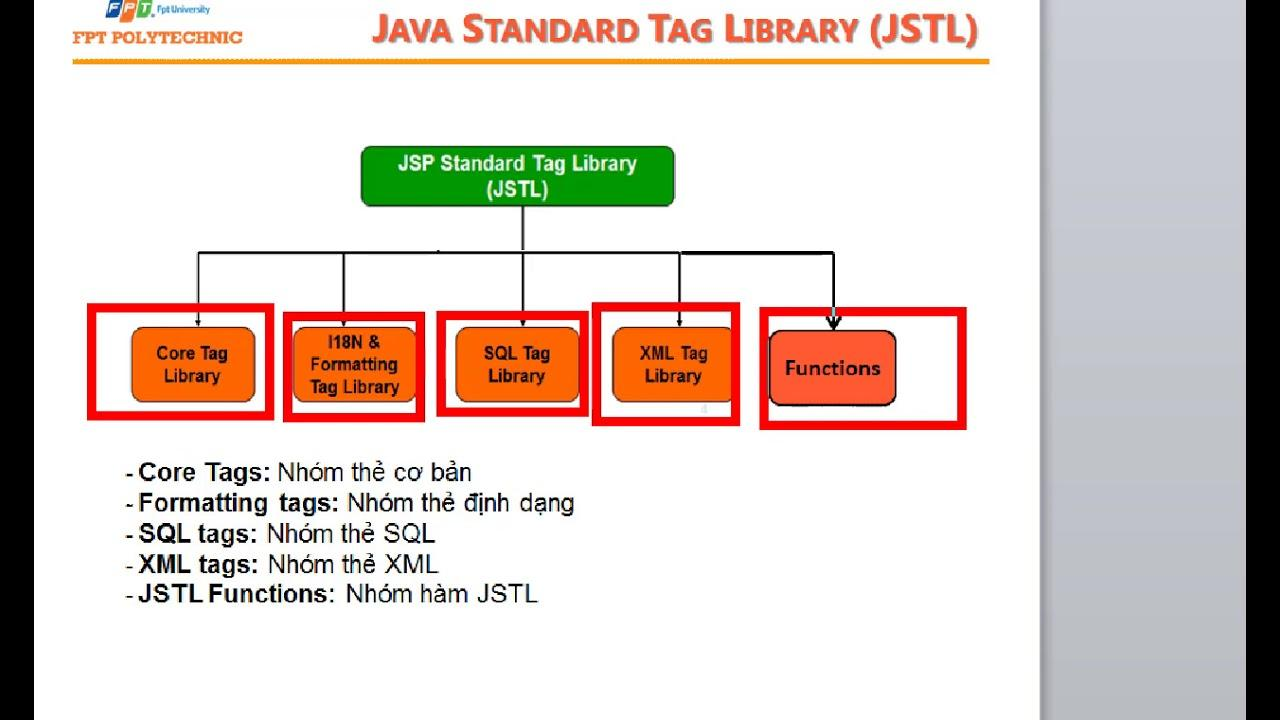 FPT. Fpt University
FPT POLYTECHNIC
JAVA STANDARD TAG LIBRARY (JSTL)
JSP Standard Tag Library
(JSTL)
Core Tag
Library
I18N &
Formatting
Tag Library
SQL Tag
Library
XML Tag
Library
Functions
- Core Tags: Nhóm thẻ cơ bản
- Formatting tags: Nhóm thẻ định dạng
- SQL tags: Nhóm thẻ SQL
- XML tags: Nhóm thẻ XML
- JSTL Functions: Nhóm hàm JSTL